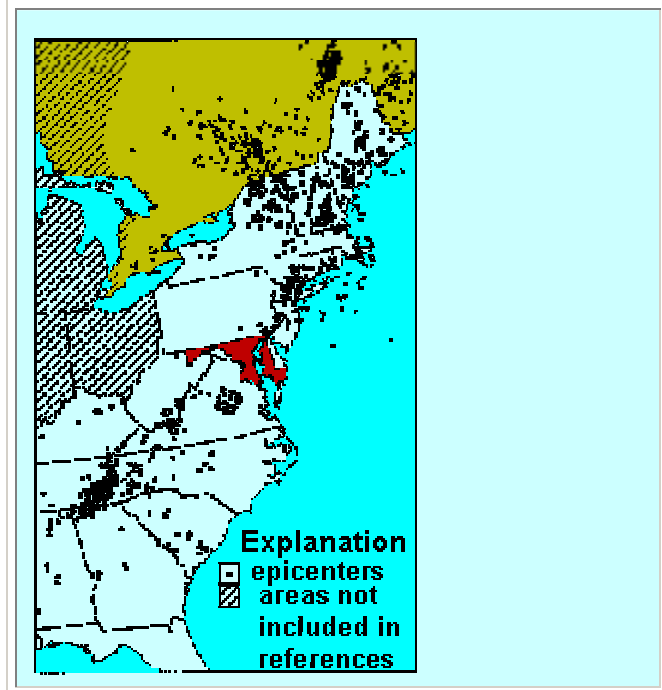 Explanation
epicenters
areas not
included in
references